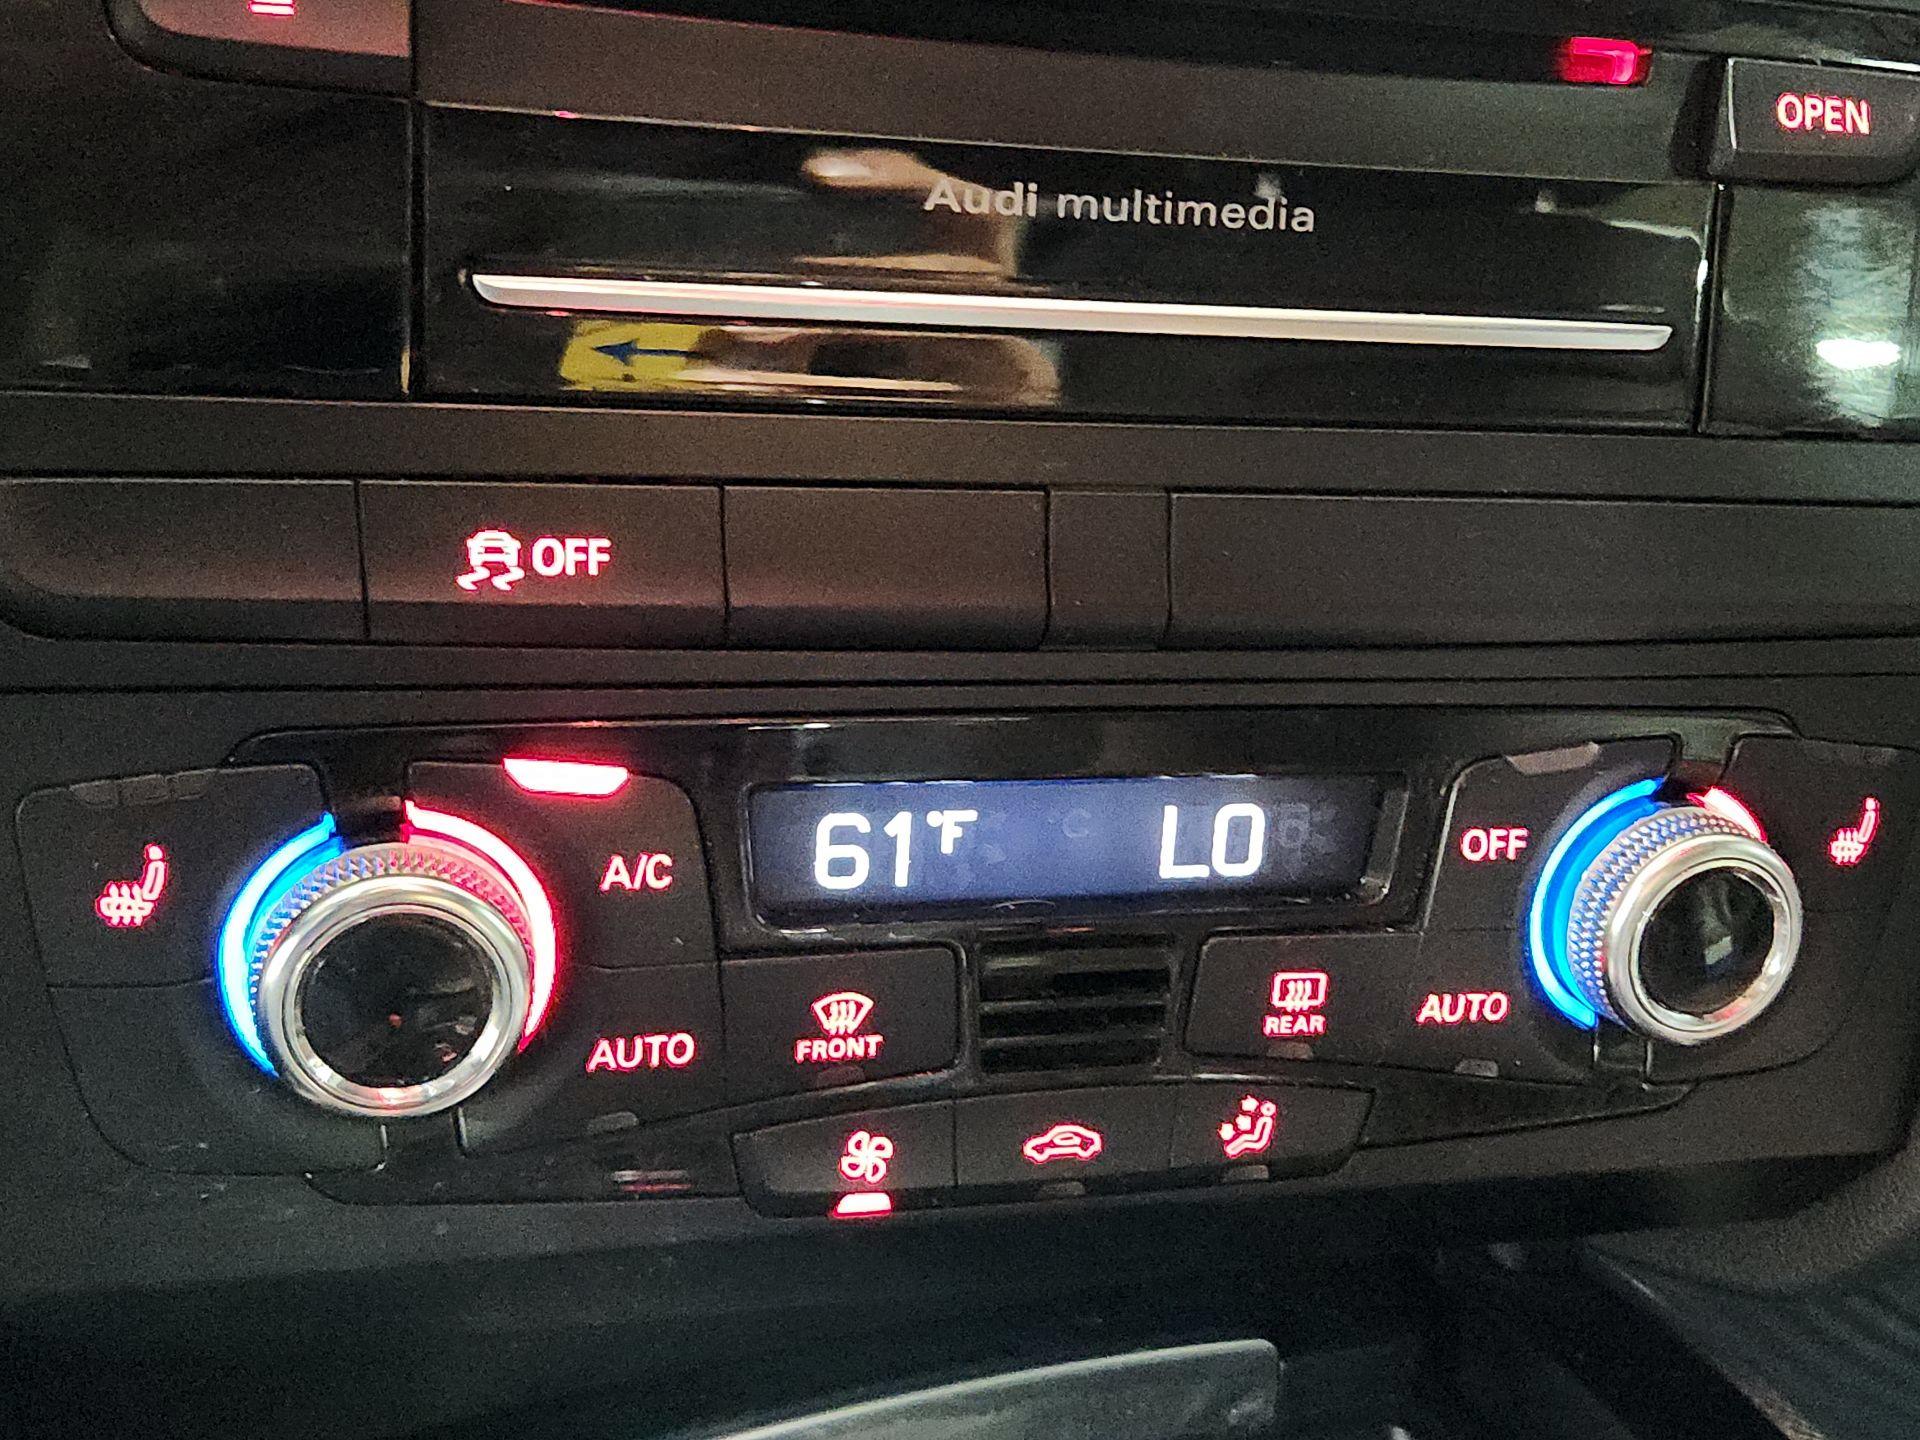 OPEN
Audi multimedia
OFF
61°F LO
OFF
A/C
AUTO
FRONT
REAR
AUTO